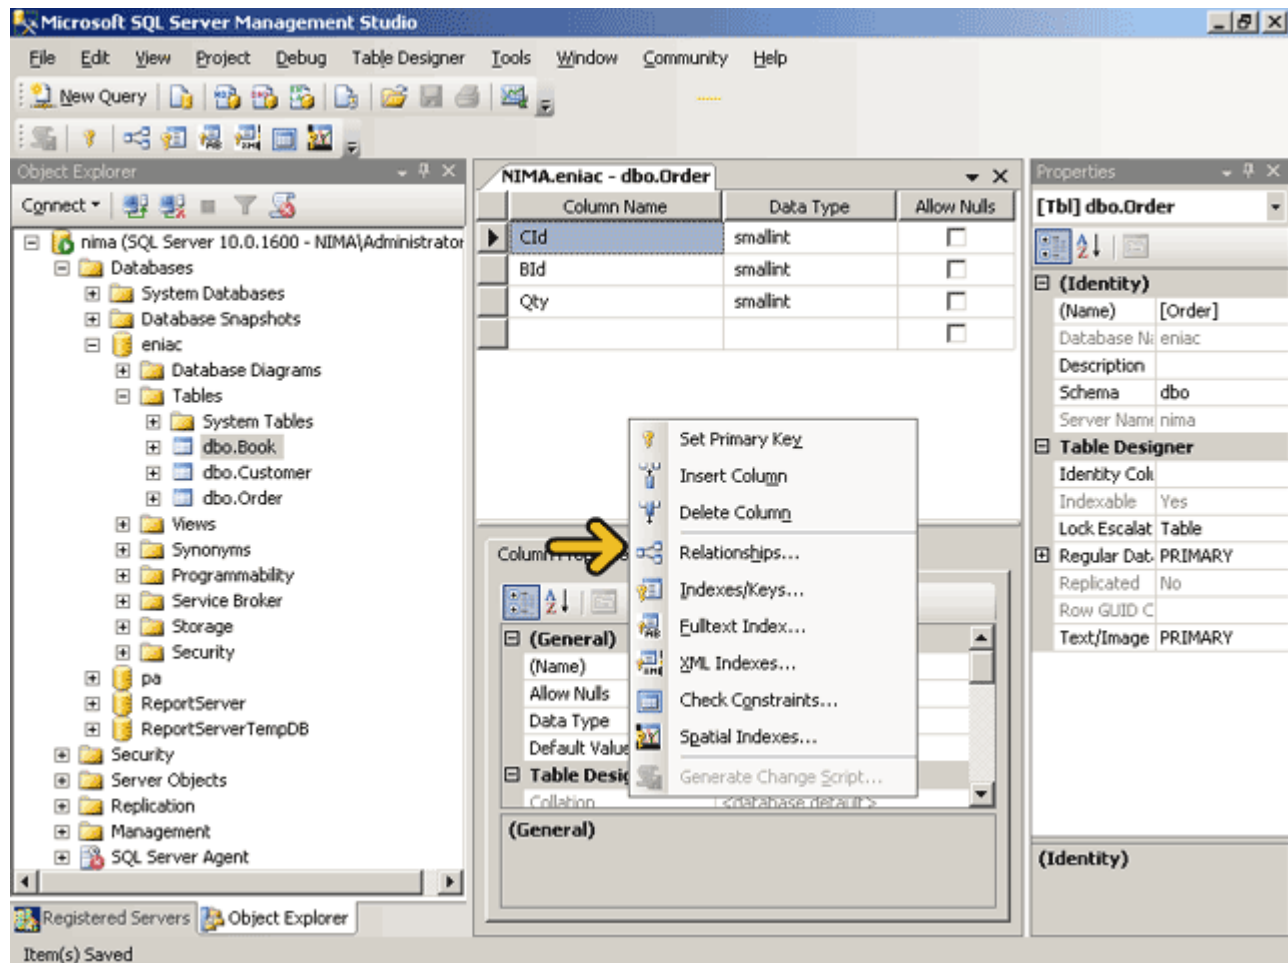 Microsoft SQL Server Management Studio
File Edit View Project Debug Table Designer Tools Window Community Help
New Query
Object Explorer
Connect
nima (SQL Server 10.0.1600 - NIMA\Administrator
Databases
System Databases
Database Snapshots
eniac
Database Diagrams
Tables
System Tables
dbo.Book
dbo.Customer
dbo.Order
Views
Synonyms
Programmability
Service Broker
Storage
Security
pa
ReportServer
ReportServerTempDB
Security
Server Objects
Replication
Management
SQL Server Agent
Registered Servers Object Explorer
Item(s) Saved
NIMA.eniac - dbo.Order
Column Name Data Type Allow Nulls
CId smallint
BId smallint
Qty smallint
Set Primary Key
Insert Column
Delete Column
Relationships...
Indexes/Keys...
Fulltext Index...
XML Indexes...
Check Constraints...
Spatial Indexes...
Generate Change Script...
(General)
(Name)
Allow Nulls
Data Type
Default Value
Table Desig
Collation <database default>
(General)
Properties
[Tbl] dbo.Order
(Identity)
(Name) [Order]
Database Na eniac
Description
Schema dbo
Server Name nima
Table Designer
Identity Colu
Indexable Yes
Lock Escalat Table
Regular Dat PRIMARY
Replicated No
Row GUID C
Text/Image PRIMARY
(Identity)